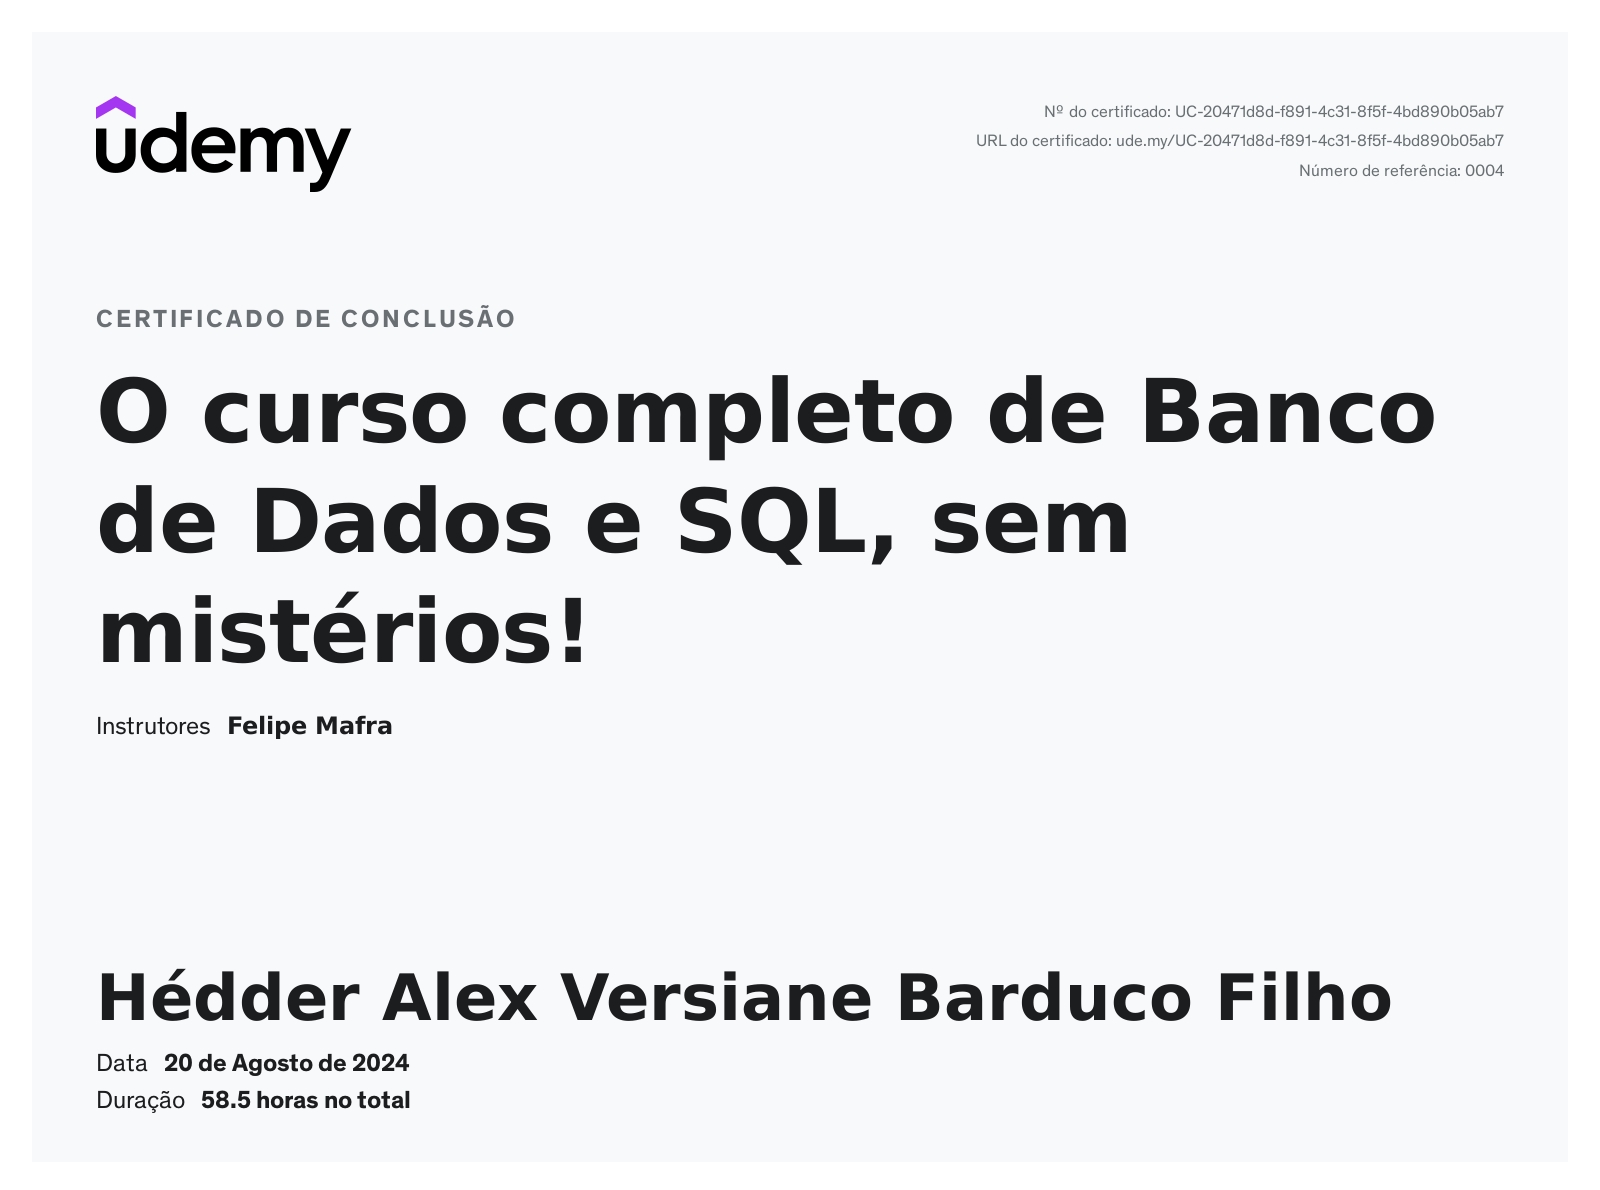 udemy
Nº do certificado: UC-20471d8d-f891-4c31-8f5f-4bd890b05ab7
URL do certificado: ude.my/UC-20471d8d-f891-4c31-8f5f-4bd890b05ab7
Número de referência: 0004
CERTIFICADO DE CONCLUSÃO
O curso completo de Banco
de Dados e SQL, sem
mistérios!
Instrutores Felipe Mafra
Hédder Alex Versiane Barduco Filho
Data 20 de Agosto de 2024
Duração 58.5 horas no total